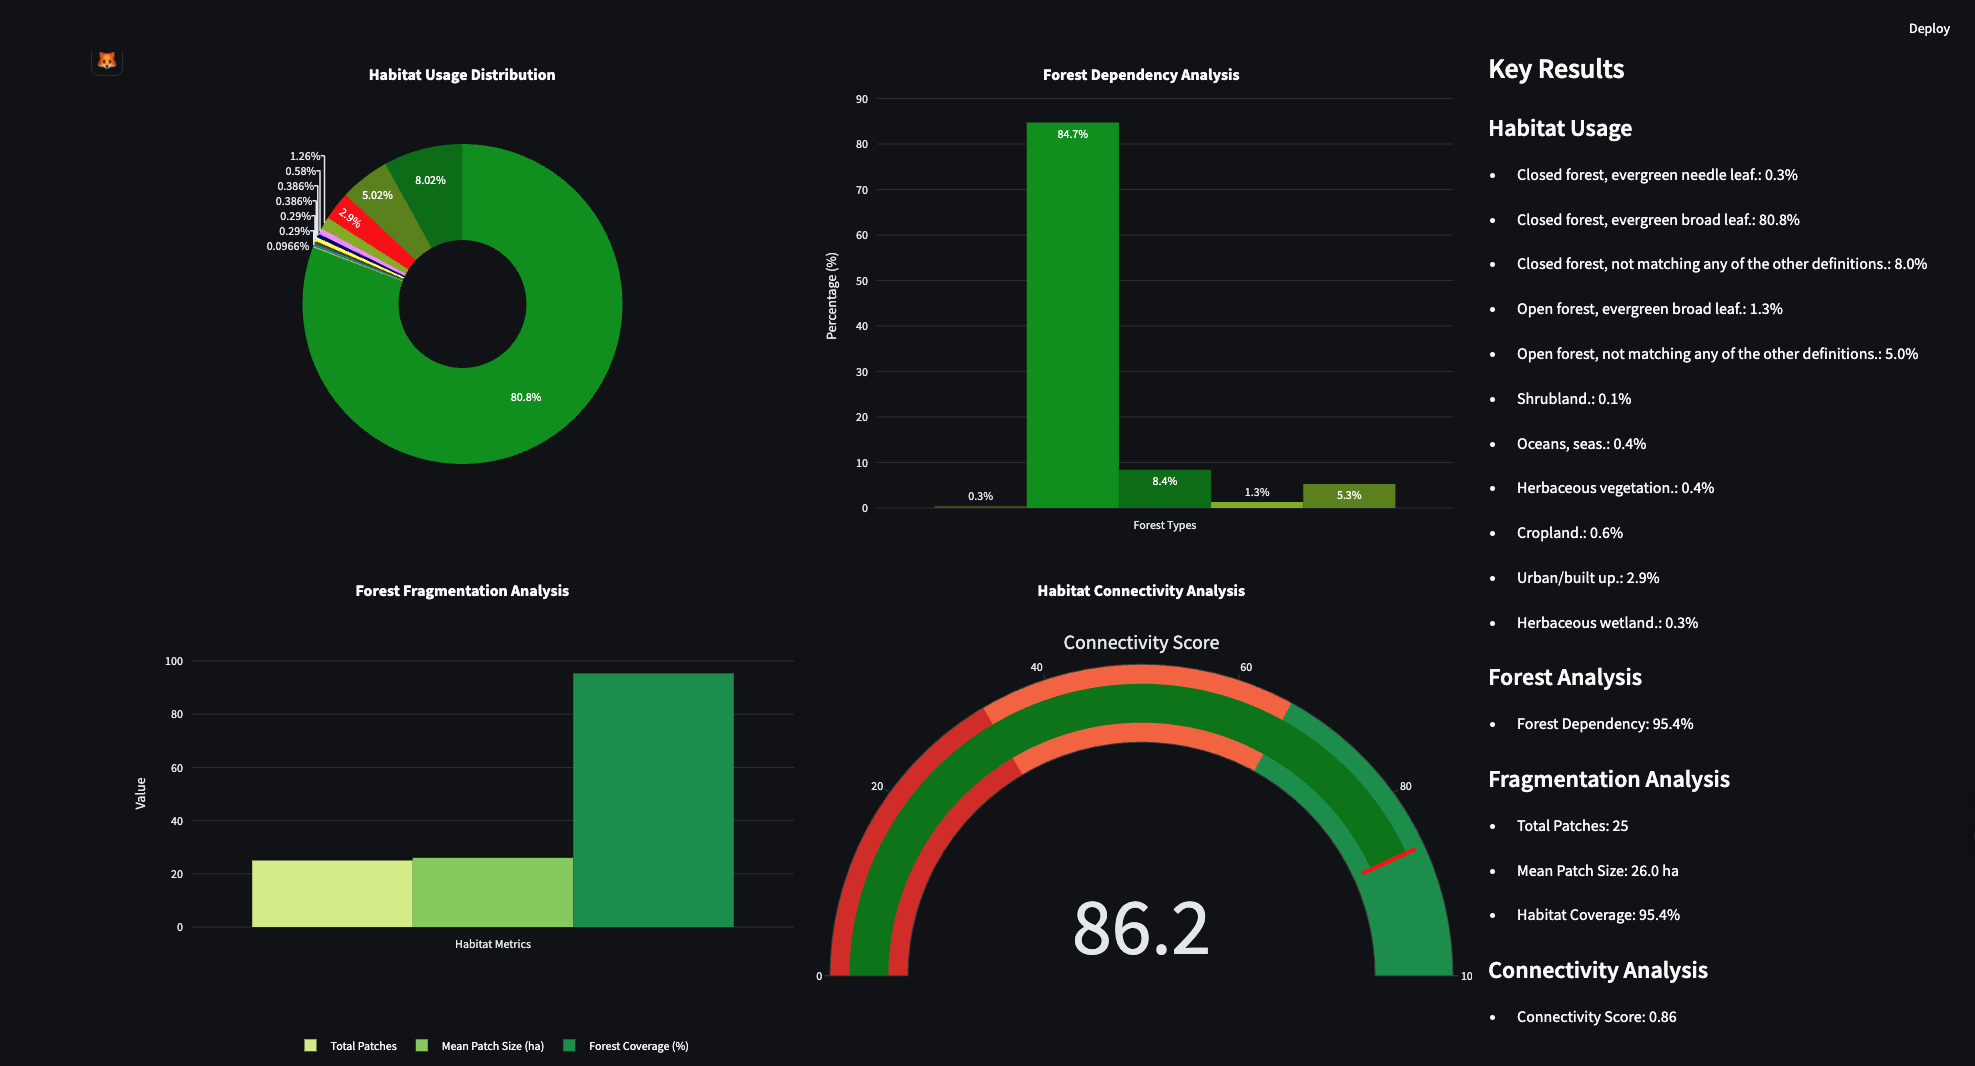 Deploy
Habitat Usage Distribution
1.26%
0.58%
0.386%
0.386%
0.29%
0.29%
0.0966%
2.9%
5.02%
8.02%
80.8%
Forest Dependency Analysis
Percentage (%)
90
80
70
60
50
40
30
20
10
0
0.3%
84.7%
8.4%
1.3%
5.3%
Forest Types
Forest Fragmentation Analysis
Value
100
80
60
40
20
0
Habitat Metrics
Total Patches
Mean Patch Size (ha)
Forest Coverage (%)
Habitat Connectivity Analysis
Connectivity Score
0
20
40
60
80
10
86.2
Key Results
Habitat Usage
• Closed forest, evergreen needle leaf.: 0.3%
• Closed forest, evergreen broad leaf.: 80.8%
• Closed forest, not matching any of the other definitions.: 8.0%
• Open forest, evergreen broad leaf.: 1.3%
• Open forest, not matching any of the other definitions.: 5.0%
• Shrubland.: 0.1%
• Oceans, seas.: 0.4%
• Herbaceous vegetation.: 0.4%
• Cropland.: 0.6%
• Urban/built up.: 2.9%
• Herbaceous wetland.: 0.3%
Forest Analysis
• Forest Dependency: 95.4%
Fragmentation Analysis
• Total Patches: 25
• Mean Patch Size: 26.0 ha
• Habitat Coverage: 95.4%
Connectivity Analysis
• Connectivity Score: 0.86